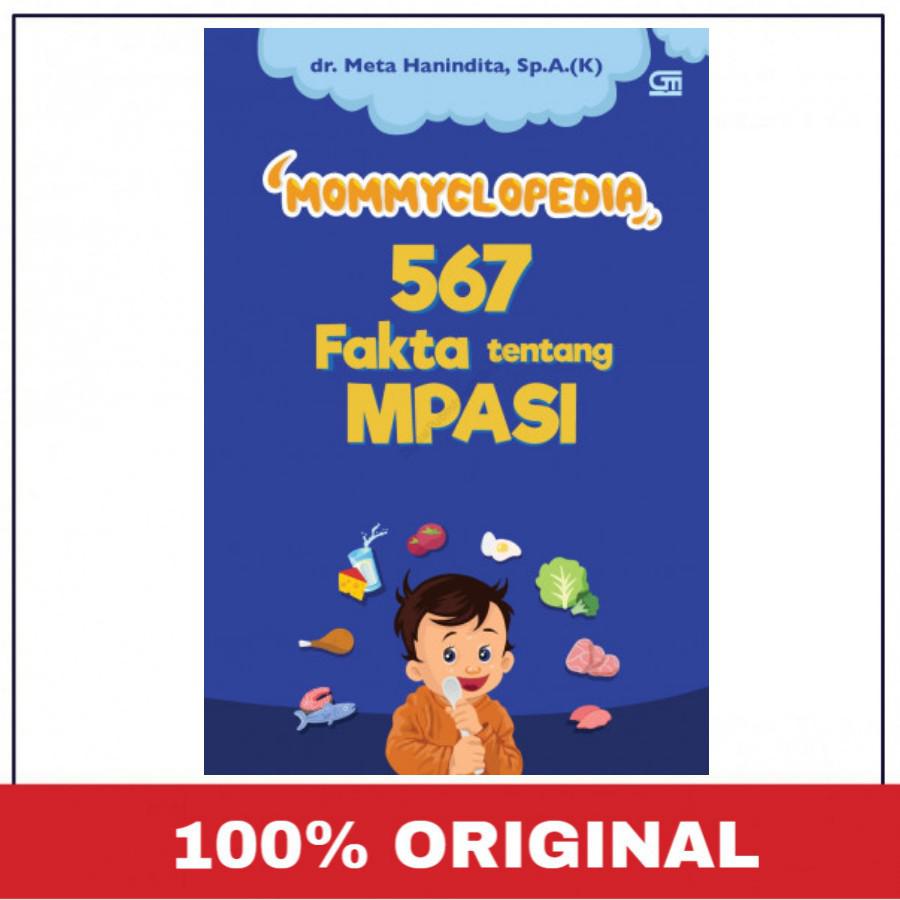 dr. Meta Hanindita, Sp.A.(K)
GM
MOMMYCLOPEDIA
567
Fakta tentang
MPASI
100% ORIGINAL